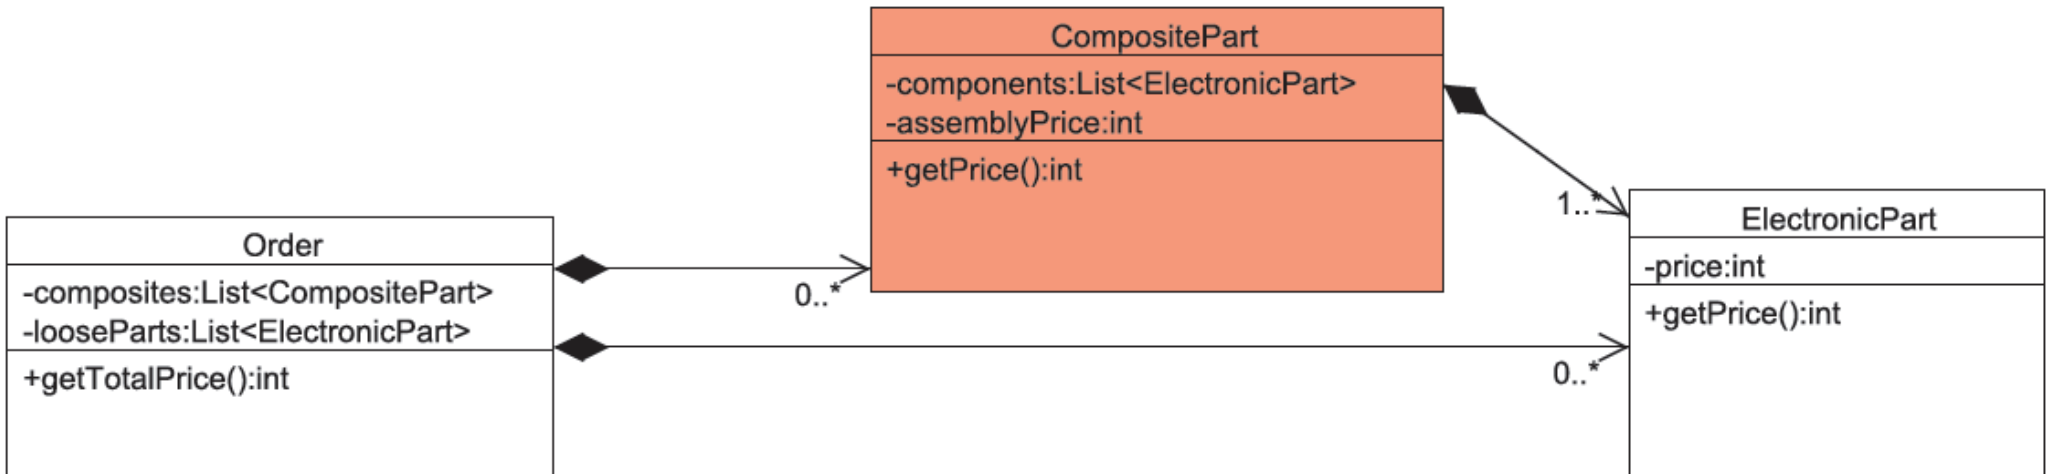 CompositePart
-components:List<ElectronicPart>
-assemblyPrice:int
+getPrice():int
1..*
ElectronicPart
-price:int
+getPrice():int
Order
-composites:List<CompositePart>
-looseParts:List<ElectronicPart>
+getTotalPrice():int
0..*
0..*